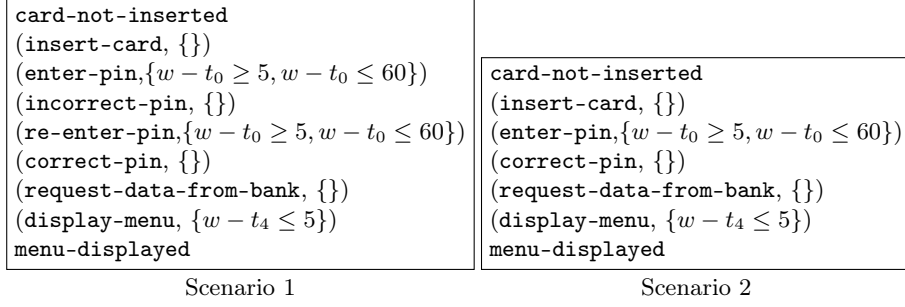 card-not-inserted
(insert-card, {})
(enter-pin,{w − t₀ ≥ 5, w − t₀ ≤ 60})
(incorrect-pin, {})
(re-enter-pin,{w − t₀ ≥ 5, w − t₀ ≤ 60})
(correct-pin, {})
(request-data-from-bank, {})
(display-menu, {w − t₄ ≤ 5})
menu-displayed
Scenario 1
card-not-inserted
(insert-card, {})
(enter-pin,{w − t₀ ≥ 5, w − t₀ ≤ 60})
(correct-pin, {})
(request-data-from-bank, {})
(display-menu, {w − t₄ ≤ 5})
menu-displayed
Scenario 2